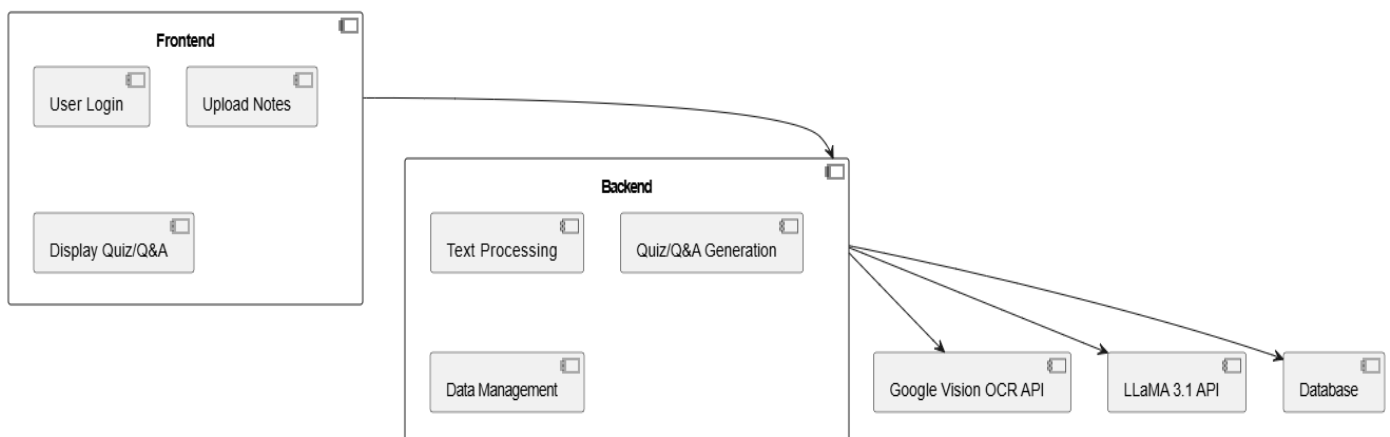 Frontend
User Login
Upload Notes
Display Quiz/Q&A
Backend
Text Processing
Quiz/Q&A Generation
Data Management
Google Vision OCR API
LLaMA 3.1 API
Database